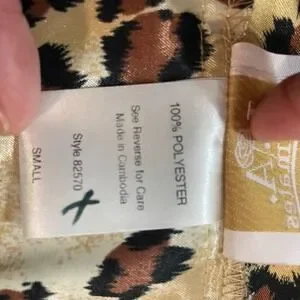 100% POLYESTER
See Reverse for Care
Made in Cambodia
Style 82570
SMALL